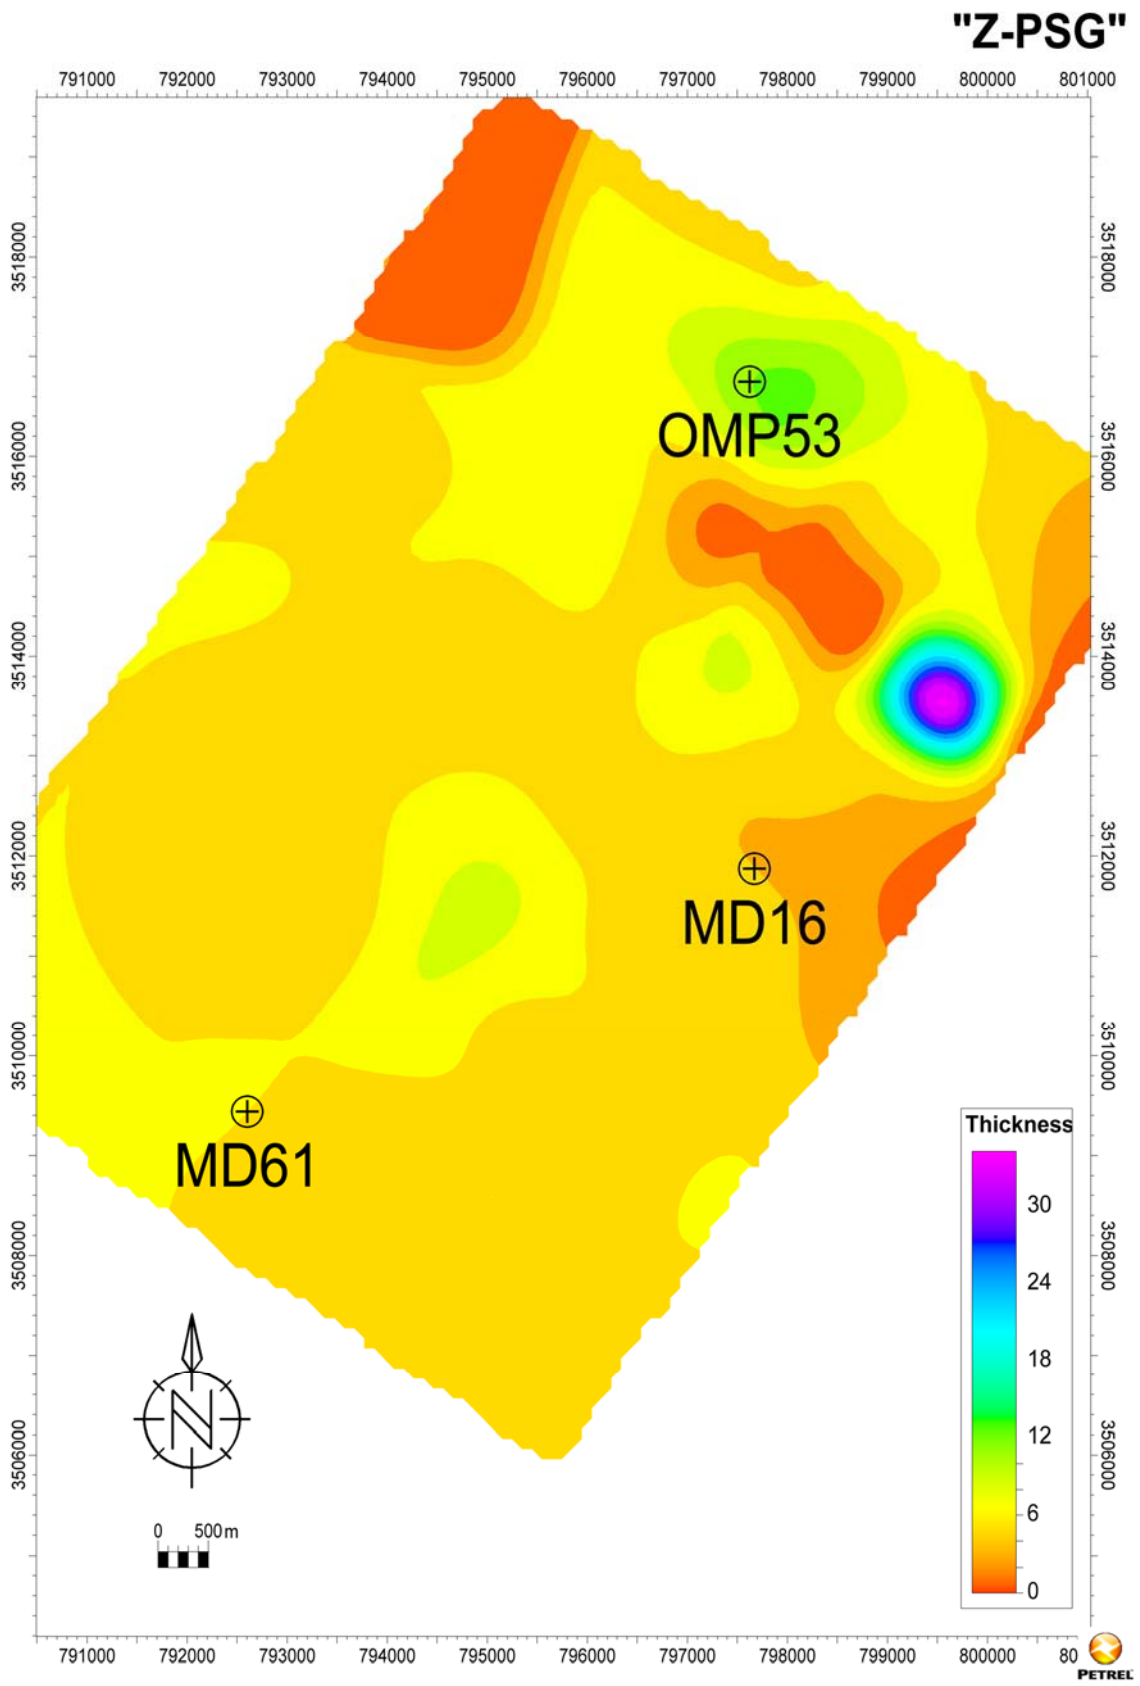 "Z-PSG"
791000 792000 793000 794000 795000 796000 797000 798000 799000 800000 801000
3518000 3518000
OMP53
3516000 3516000
3514000 3514000
3512000 3512000
MD16
3510000 3510000
MD61
Thickness
30
3508000 3508000
24
18
12
3506000 3506000
6
0
N
0 500m
791000 792000 793000 794000 795000 796000 797000 798000 799000 800000 80
PETREL